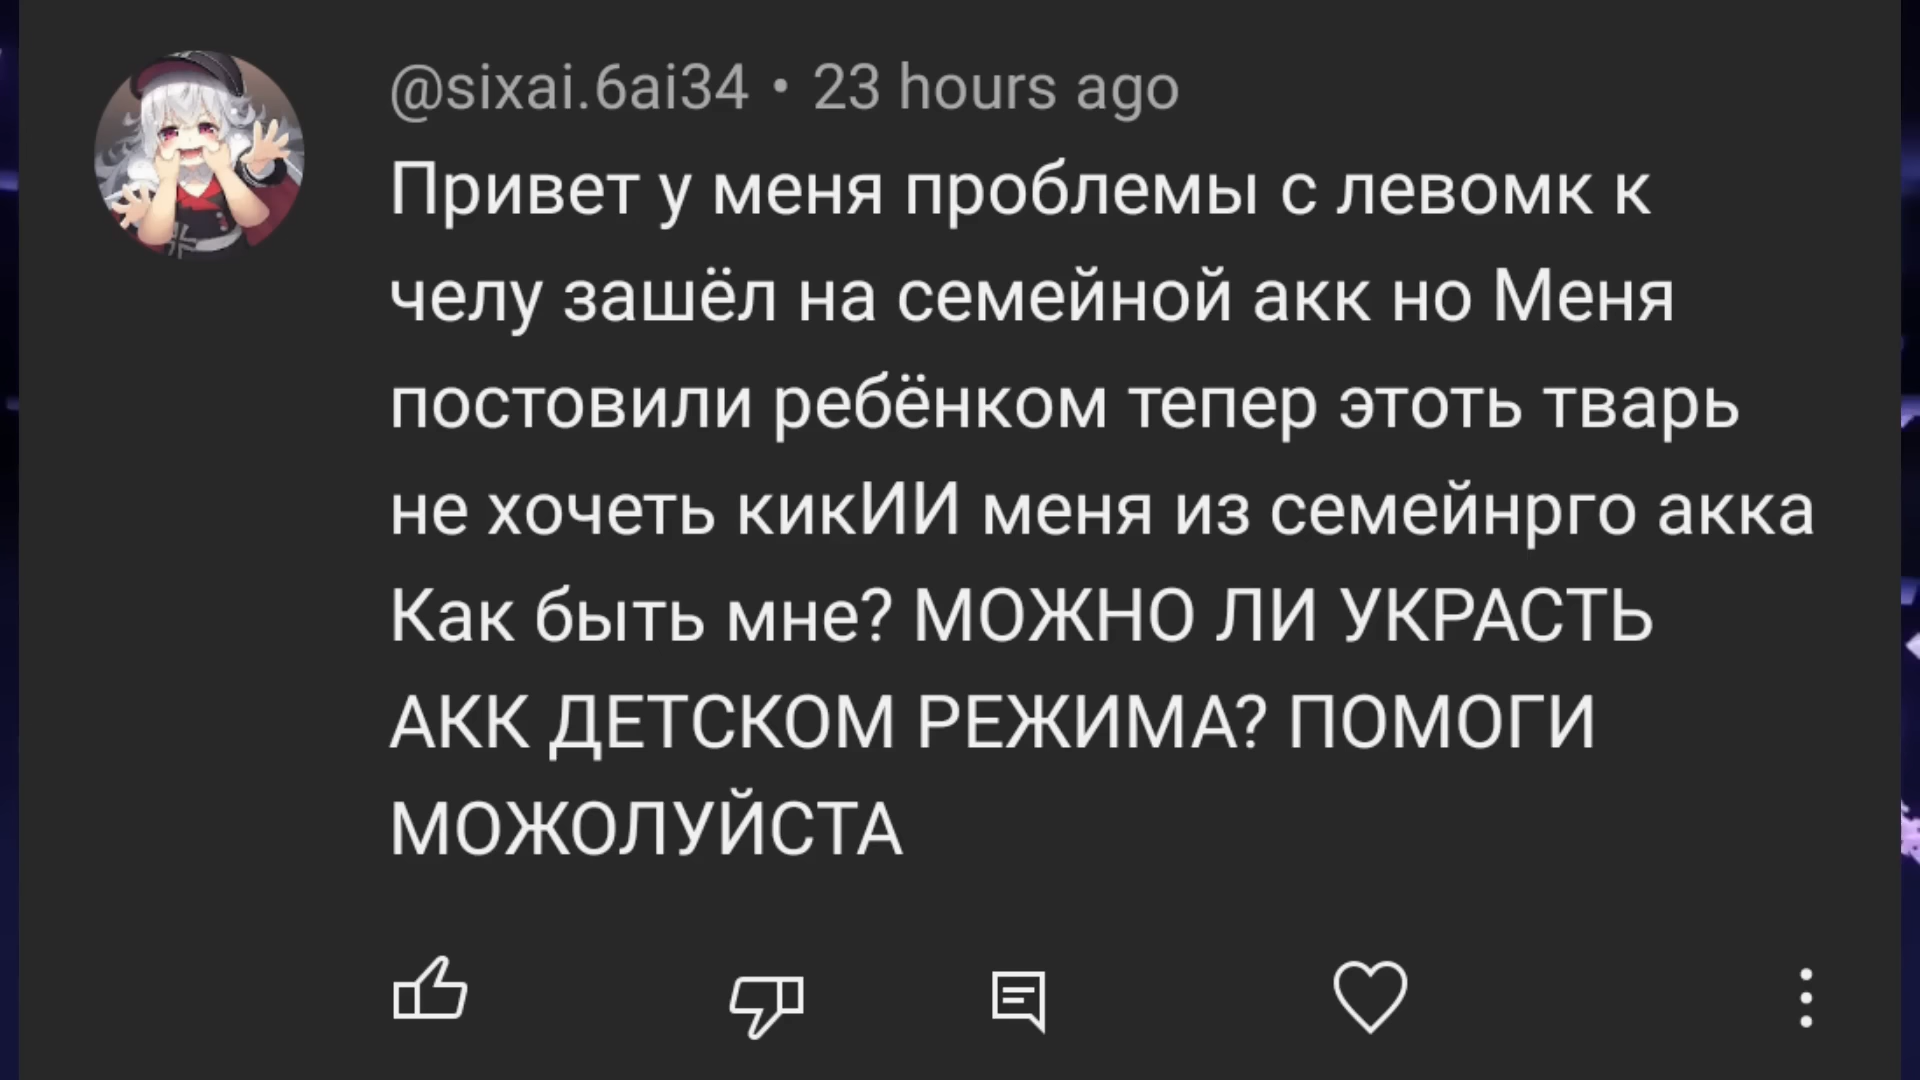 @sixai.6ai34 • 23 hours ago
Привет у меня проблемы с левомк к
челу зашёл на семейной акк но Меня
постовили ребёнком тепер этоть тварь
не хочеть кикИИ меня из семейнрго акка
Как быть мне? МОЖНО ЛИ УКРАСТЬ
АКК ДЕТСКОМ РЕЖИМА? ПОМОГИ
МОЖОЛУЙСТА